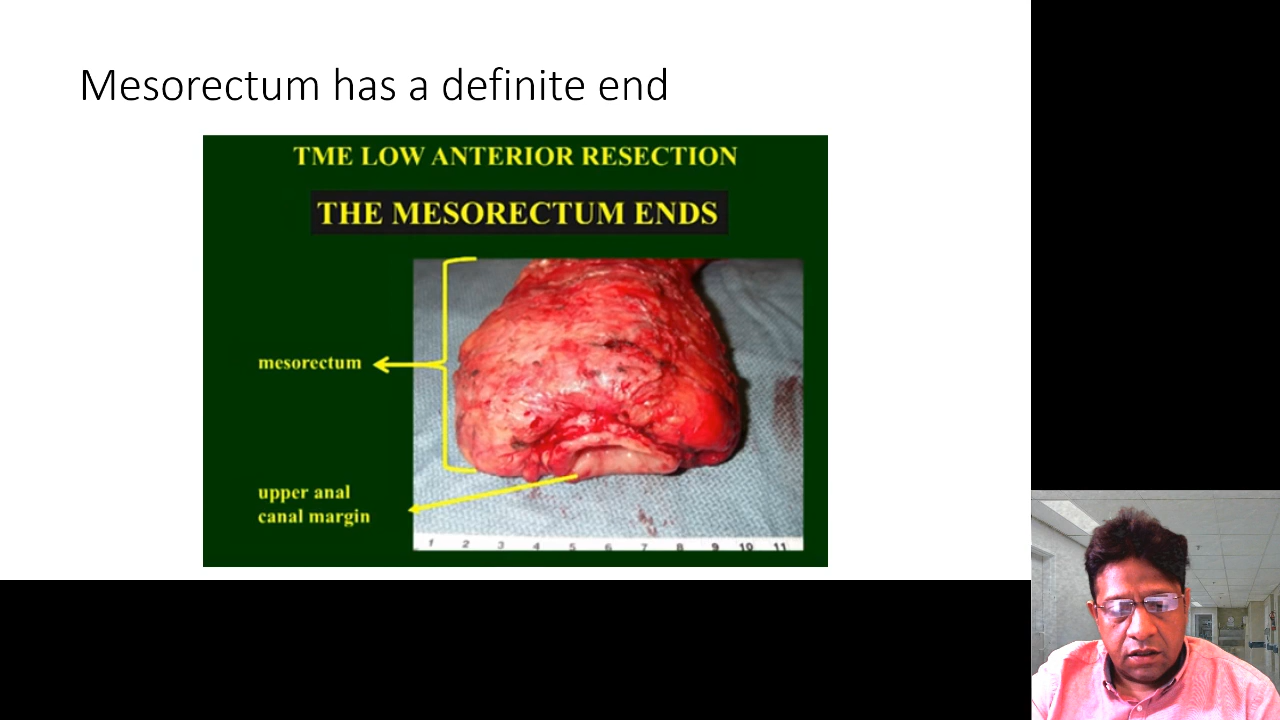 Mesorectum has a definite end
TME LOW ANTERIOR RESECTION
THE MESORECTUM ENDS
mesorectum
upper anal
canal margin
1 2 3 4 5 6 7 8 9 10 11